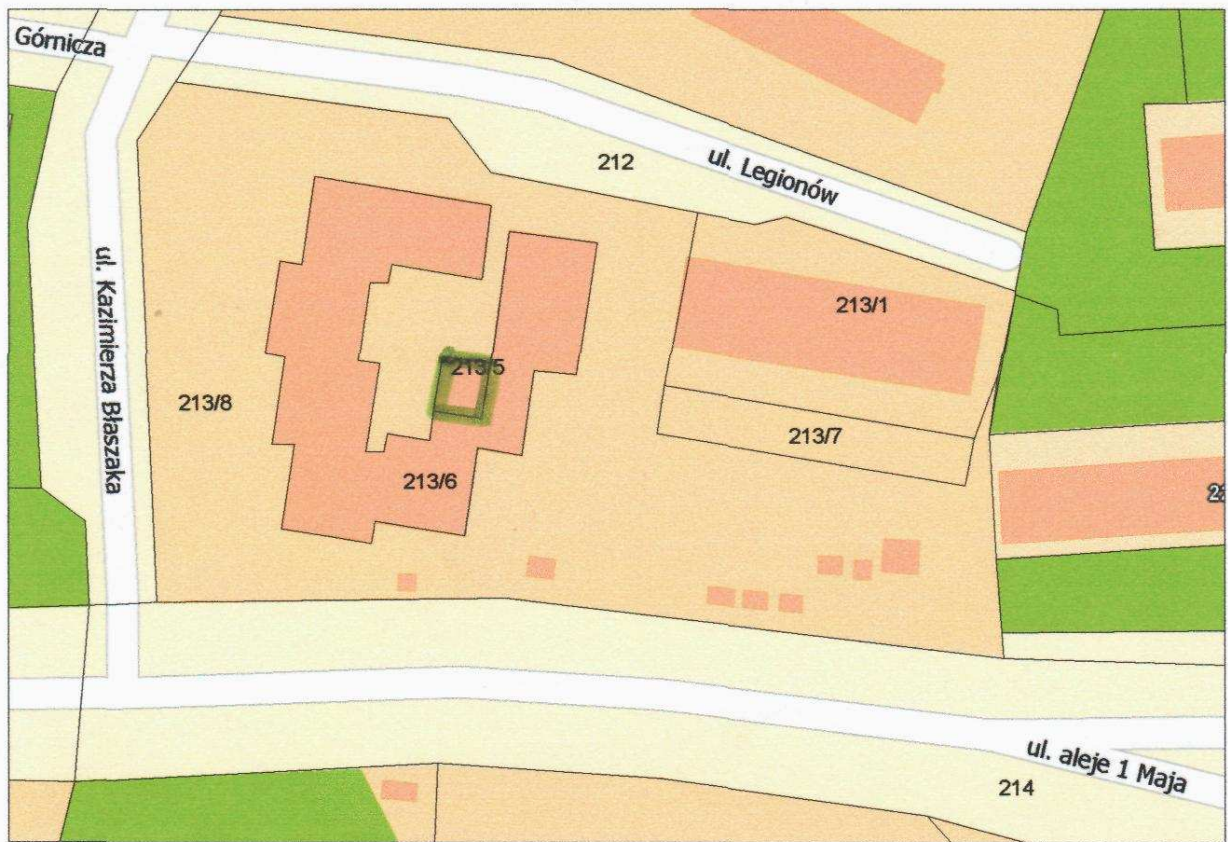 Górnicza
212
ul. Legionów
ul. Kazimierza Błaszaka
213/1
213/5
213/8
213/7
213/6
ul. aleje 1 Maja
214